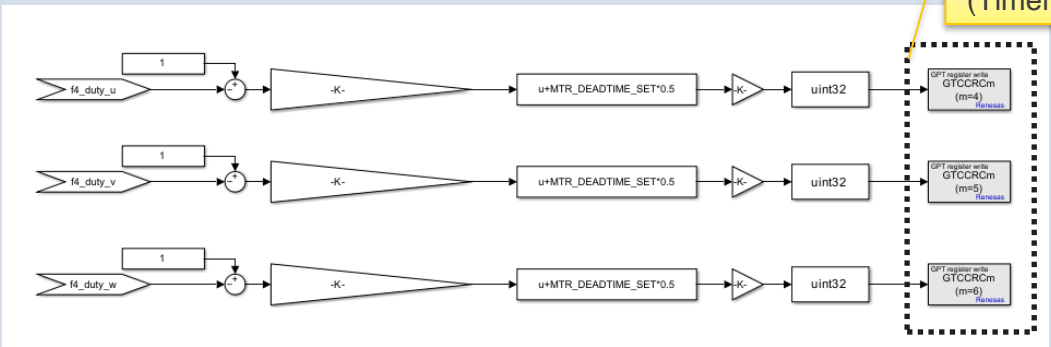 (Timer
1
f4_duty_u
-K-
u+MTR_DEADTIME_SET*0.5
-K-
uint32
GPT register write
GTCCRCm
(m=4)
Renesas
1
f4_duty_v
-K-
u+MTR_DEADTIME_SET*0.5
-K-
uint32
GPT register write
GTCCRCm
(m=5)
Renesas
1
f4_duty_w
-K-
u+MTR_DEADTIME_SET*0.5
-K-
uint32
GPT register write
GTCCRCm
(m=6)
Renesas